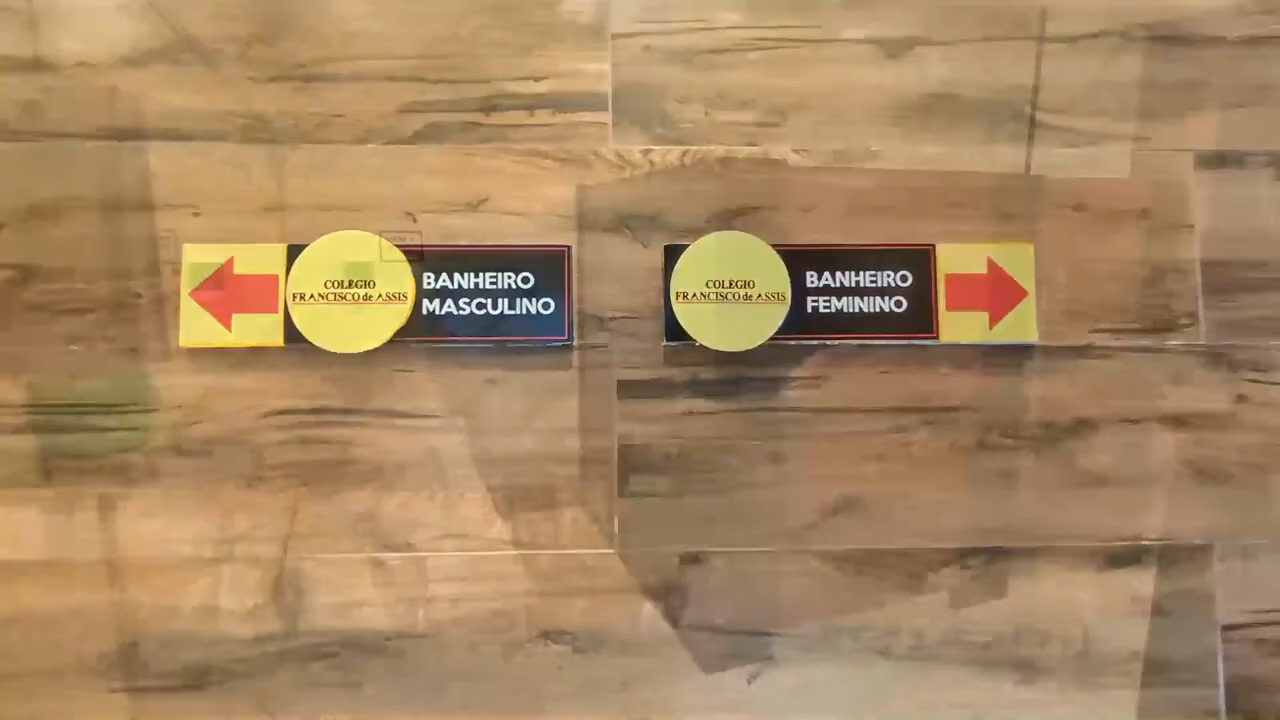 COLÉGIO
FRANCISCO de ASSIS
BANHEIRO
MASCULINO
COLÉGIO
FRANCISCO de ASSIS
BANHEIRO
FEMININO